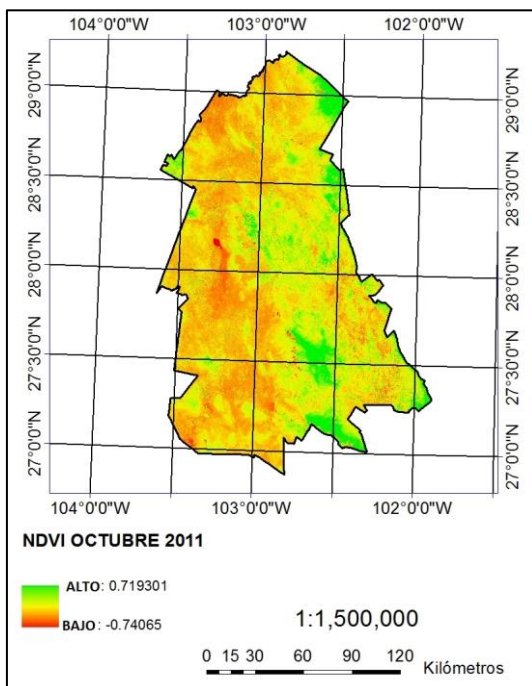 104°0'0"W 103°0'0"W 102°0'0"W
29°0'0"N 29°0'0"N
28°30'0"N 28°30'0"N
28°0'0"N 28°0'0"N
27°30'0"N 27°30'0"N
27°0'0"N 27°0'0"N
104°0'0"W 103°0'0"W 102°0'0"W
NDVI OCTUBRE 2011
ALTO: 0.719301
BAJO: -0.74065
1:1,500,000
0 15 30 60 90 120
Kilómetros